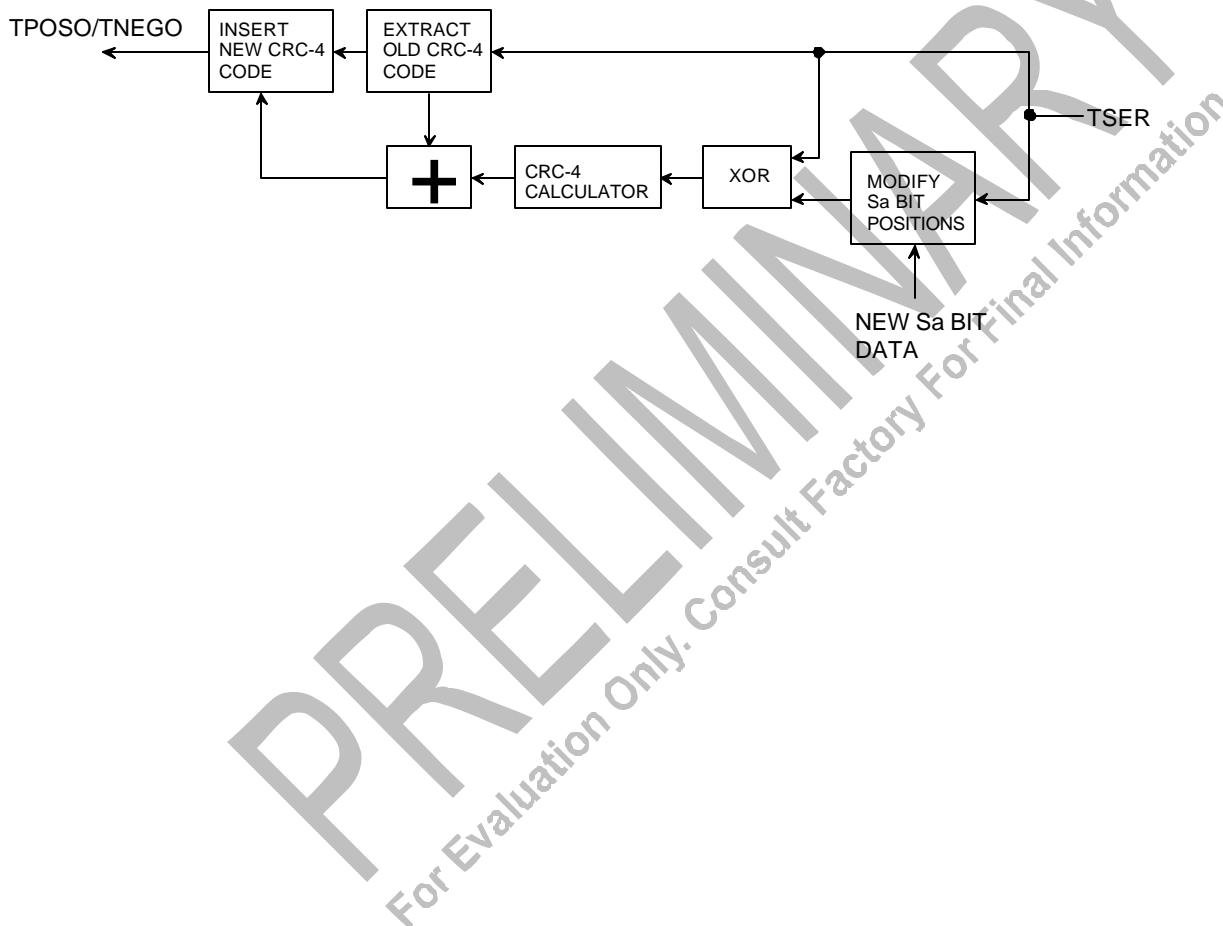 TPOSO/TNEGO
INSERT
NEW CRC-4
CODE
EXTRACT
OLD CRC-4
CODE
TSER
+
CRC-4
CALCULATOR
XOR
MODIFY
Sa BIT
POSITIONS
NEW Sa BIT
DATA
PRELIMINARY
For Evaluation Only. Consult Factory For Final Information